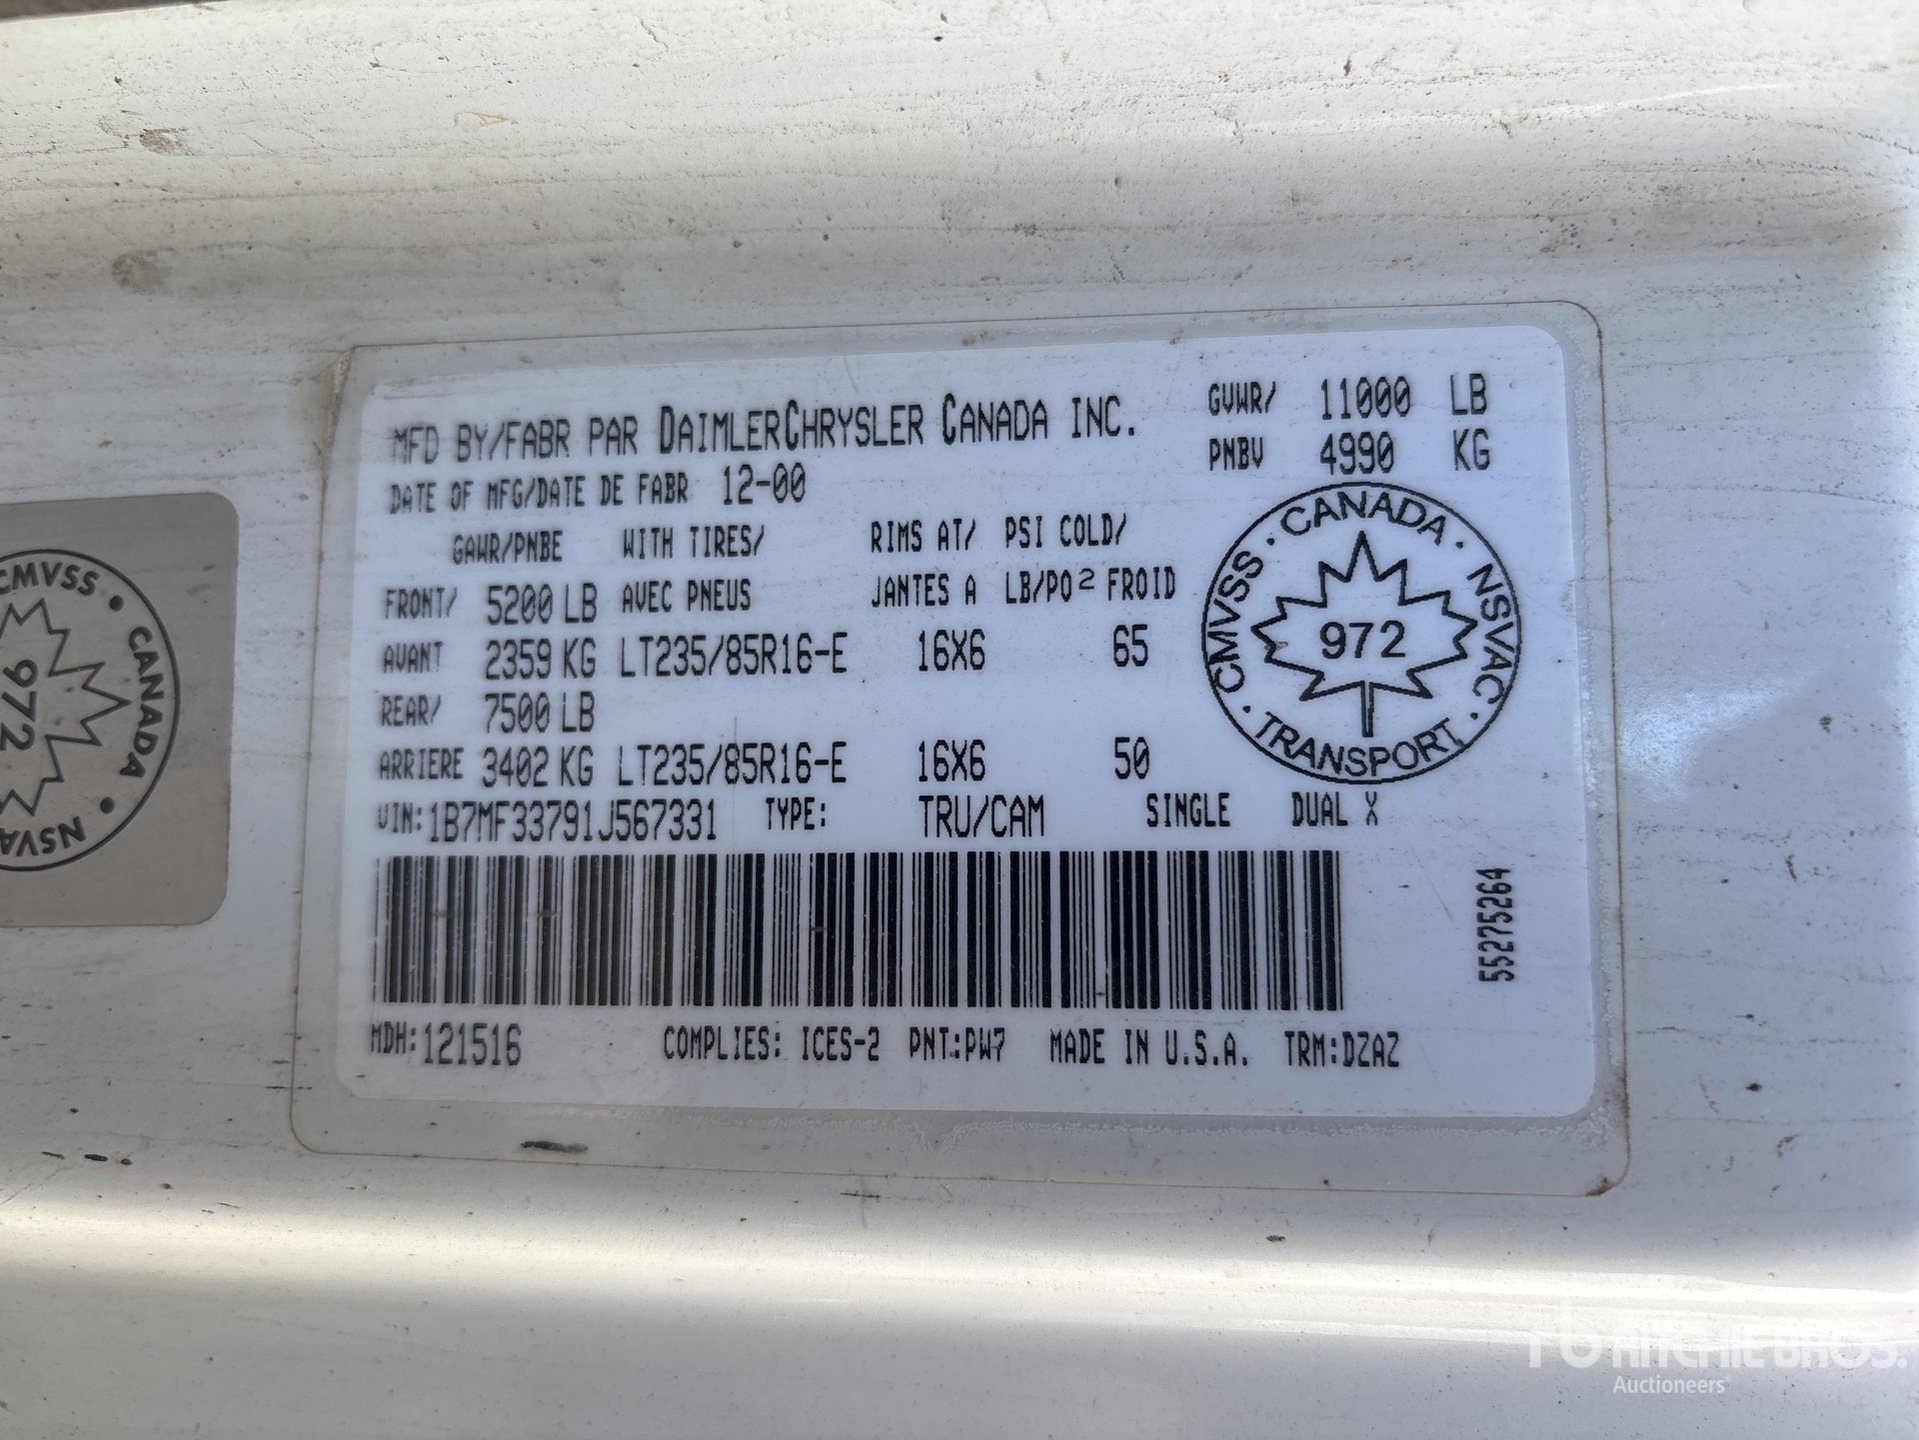 MFD BY/FABR PAR DAIMLERCHRYSLER CANADA INC.
GVWR/ 11000 LB
PNBV 4990 KG
DATE OF MFG/DATE DE FABR 12-00
GAWR/PNBE WITH TIRES/ RIMS AT/ PSI COLD/
FRONT/ 5200 LB AVEC PNEUS JANTES A LB/PO² FROID
AVANT 2359 KG LT235/85R16-E 16X6 65
REAR/ 7500 LB
ARRIERE 3402 KG LT235/85R16-E 16X6 50
VIN:1B7MF33791J567331 TYPE: TRU/CAM SINGLE DUAL X
CMVSS · CANADA · NSVAC · TRANSPORT ·
972
55275264
MDH:121516 COMPLIES: ICES-2 PNT:PW7 MADE IN U.S.A. TRM:DZAZ
CMVSS • CANADA • NSVA
972
RITCHIE BROS.
Auctioneers